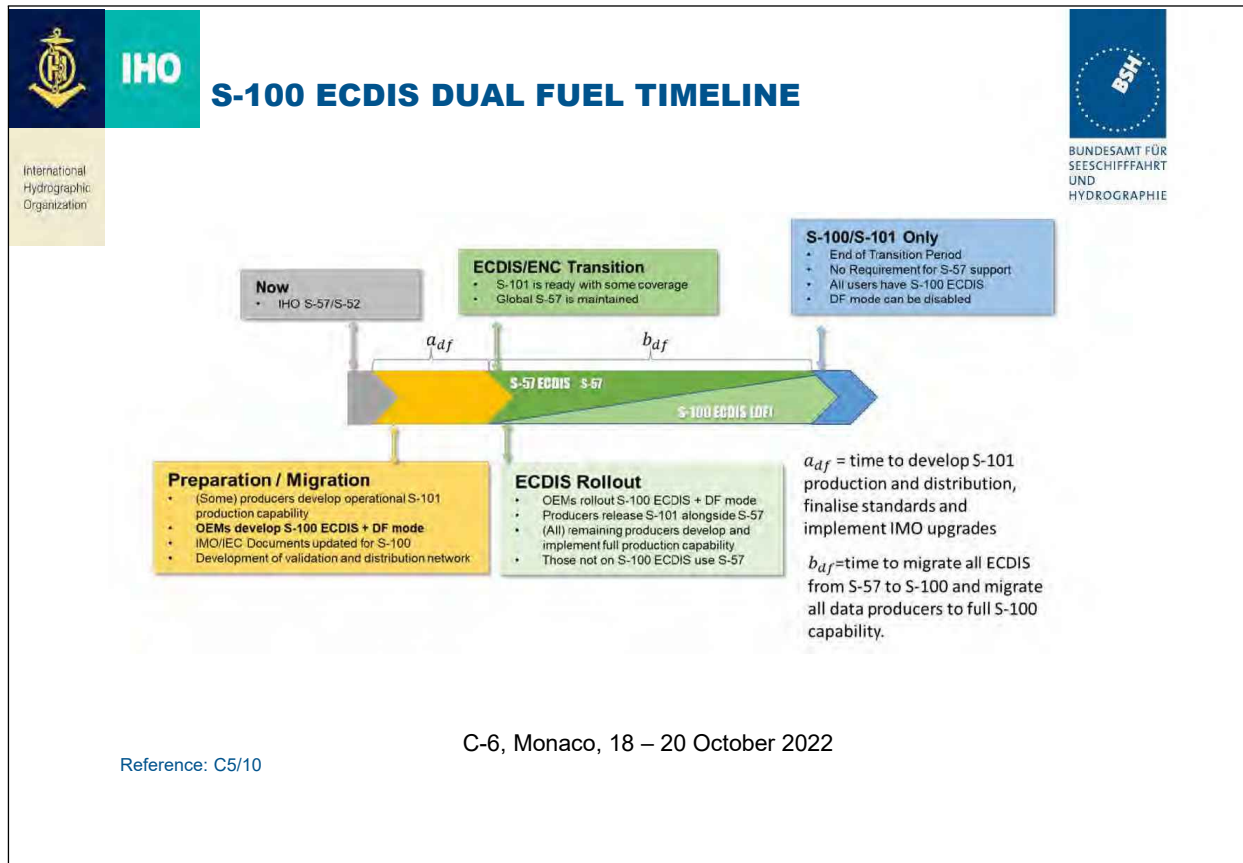 IHO
S-100 ECDIS DUAL FUEL TIMELINE
BSH
International
Hydrographic
Organization
BUNDESAMT FÜR
SEESCHIFFFAHRT
UND
HYDROGRAPHIE
Now
• IHO S-57/S-52
ECDIS/ENC Transition
• S-101 is ready with some coverage
• Global S-57 is maintained
S-100/S-101 Only
• End of Transition Period
• No Requirement for S-57 support
• All users have S-100 ECDIS
• DF mode can be disabled
a_df
b_df
S-57 ECDIS S-57
S-100 ECDIS (DF)
Preparation / Migration
• (Some) producers develop operational S-101
production capability
• OEMs develop S-100 ECDIS + DF mode
• IMO/IEC Documents updated for S-100
• Development of validation and distribution network
ECDIS Rollout
• OEMs rollout S-100 ECDIS + DF mode
• Producers release S-101 alongside S-57
• (All) remaining producers develop and
implement full production capability
• Those not on S-100 ECDIS use S-57
a_df = time to develop S-101
production and distribution,
finalise standards and
implement IMO upgrades
b_df=time to migrate all ECDIS
from S-57 to S-100 and migrate
all data producers to full S-100
capability.
C-6, Monaco, 18 – 20 October 2022
Reference: C5/10